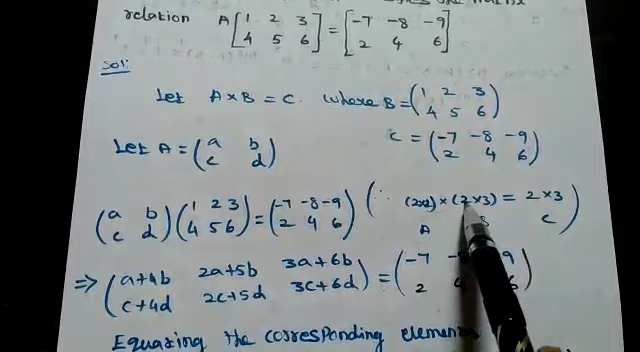 relation A [1 2 3 = [-7 -8 -9
4 5 6] 2 4 6]
Sol:
Let A×B = C. where B = (1 2 3
4 5 6)
Let A = (a b C = (-7 -8 -9
c d) 2 4 6)
(a b (1 2 3 = (-7 -8 -9 (∵ (2×2) × (2×3) = 2×3
c d) 4 5 6) 2 4 6) A B C)
⇒ (a+4b 2a+5b 3a+6b = (-7 - 9
c+4d 2c+5d 3c+6d) 2 4 6)
Equating the corresponding elements